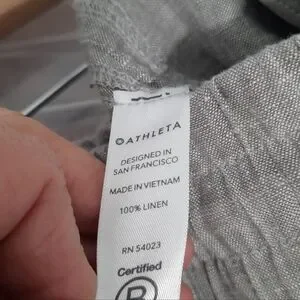 ATHLETA
DESIGNED IN
SAN FRANCISCO
MADE IN VIETNAM
100% LINEN
RN 54023
Certified
B